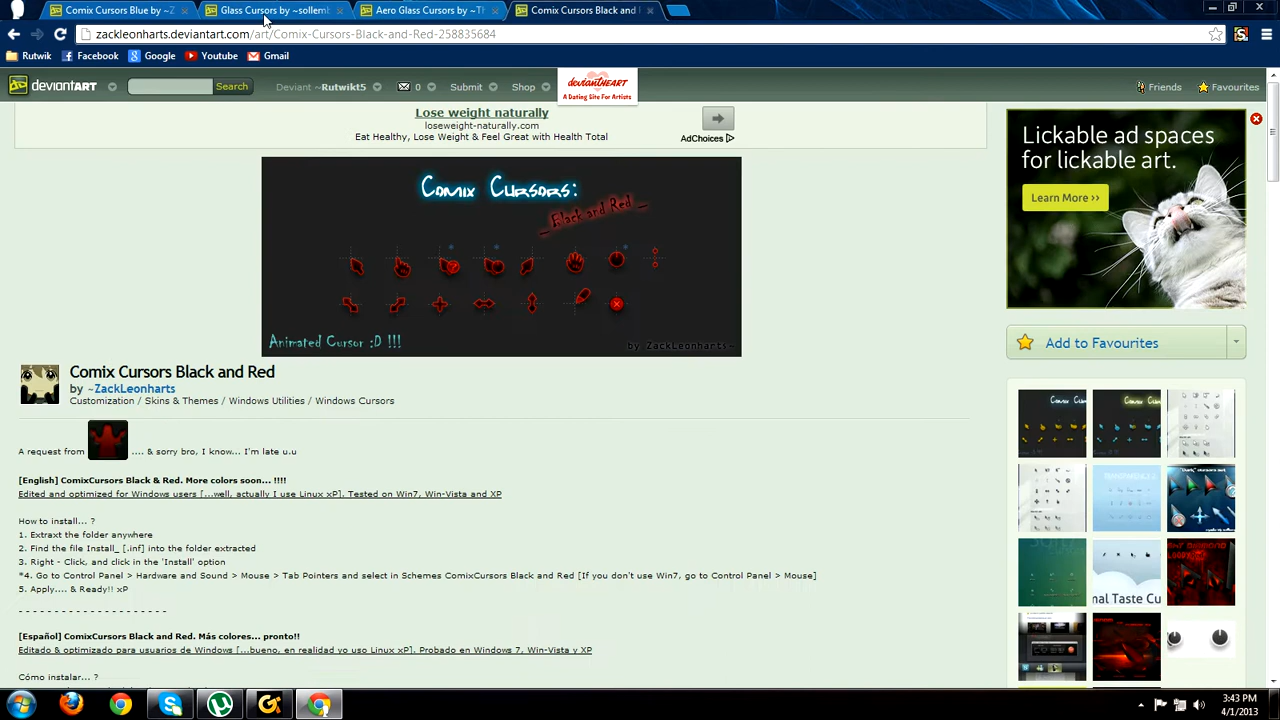 Comix Cursors Blue by ~Z
Glass Cursors by ~sollemb
Aero Glass Cursors by ~Th
Comix Cursors Black and
zackleonharts.deviantart.com/art/Comix-Cursors-Black-and-Red-258835684
Rutwik
Facebook
Google
Youtube
Gmail
deviantART
Search
Deviant ~Rutwikt5
0
Submit
Shop
deviantHEART
A Dating Site For Artists
Friends
Favourites
Lose weight naturally
loseweight-naturally.com
Eat Healthy, Lose Weight & Feel Great with Health Total
AdChoices
Lickable ad spaces
for lickable art.
Learn More >>
Comix Cursors:
_Black and Red_
Animated Cursor :D !!!
by ZackLeonharts~
Add to Favourites
Comix Cursors Black and Red
by ~ZackLeonharts
Customization / Skins & Themes / Windows Utilities / Windows Cursors
A request from .... & sorry bro, I know... I'm late u.u
[English] ComixCursors Black & Red. More colors soon... !!!!
Edited and optimized for Windows users [...well, actually I use Linux xP]. Tested on Win7, Win-Vista and XP
How to install... ?
1. Extraxt the folder anywhere
2. Find the file Install_ [.inf] into the folder extracted
3. Right - Click, and click in the 'Install' option
*4. Go to Control Panel > Hardware and Sound > Mouse > Tab Pointers and select in Schemes ComixCursors Black and Red [If you don't use Win7, go to Control Panel > Mouse]
5. Apply.... & Ready!! xP
- - - - - - - - - - - - - - - - - - - - -
[Español] ComixCursors Black and Red. Más colores... pronto!!
Editado & optimizado para usuarios de Windows [...bueno, en realidad yo uso Linux xP]. Probado en Windows 7, Win-Vista y XP
Cómo instalar... ?
3:43 PM
4/1/2013